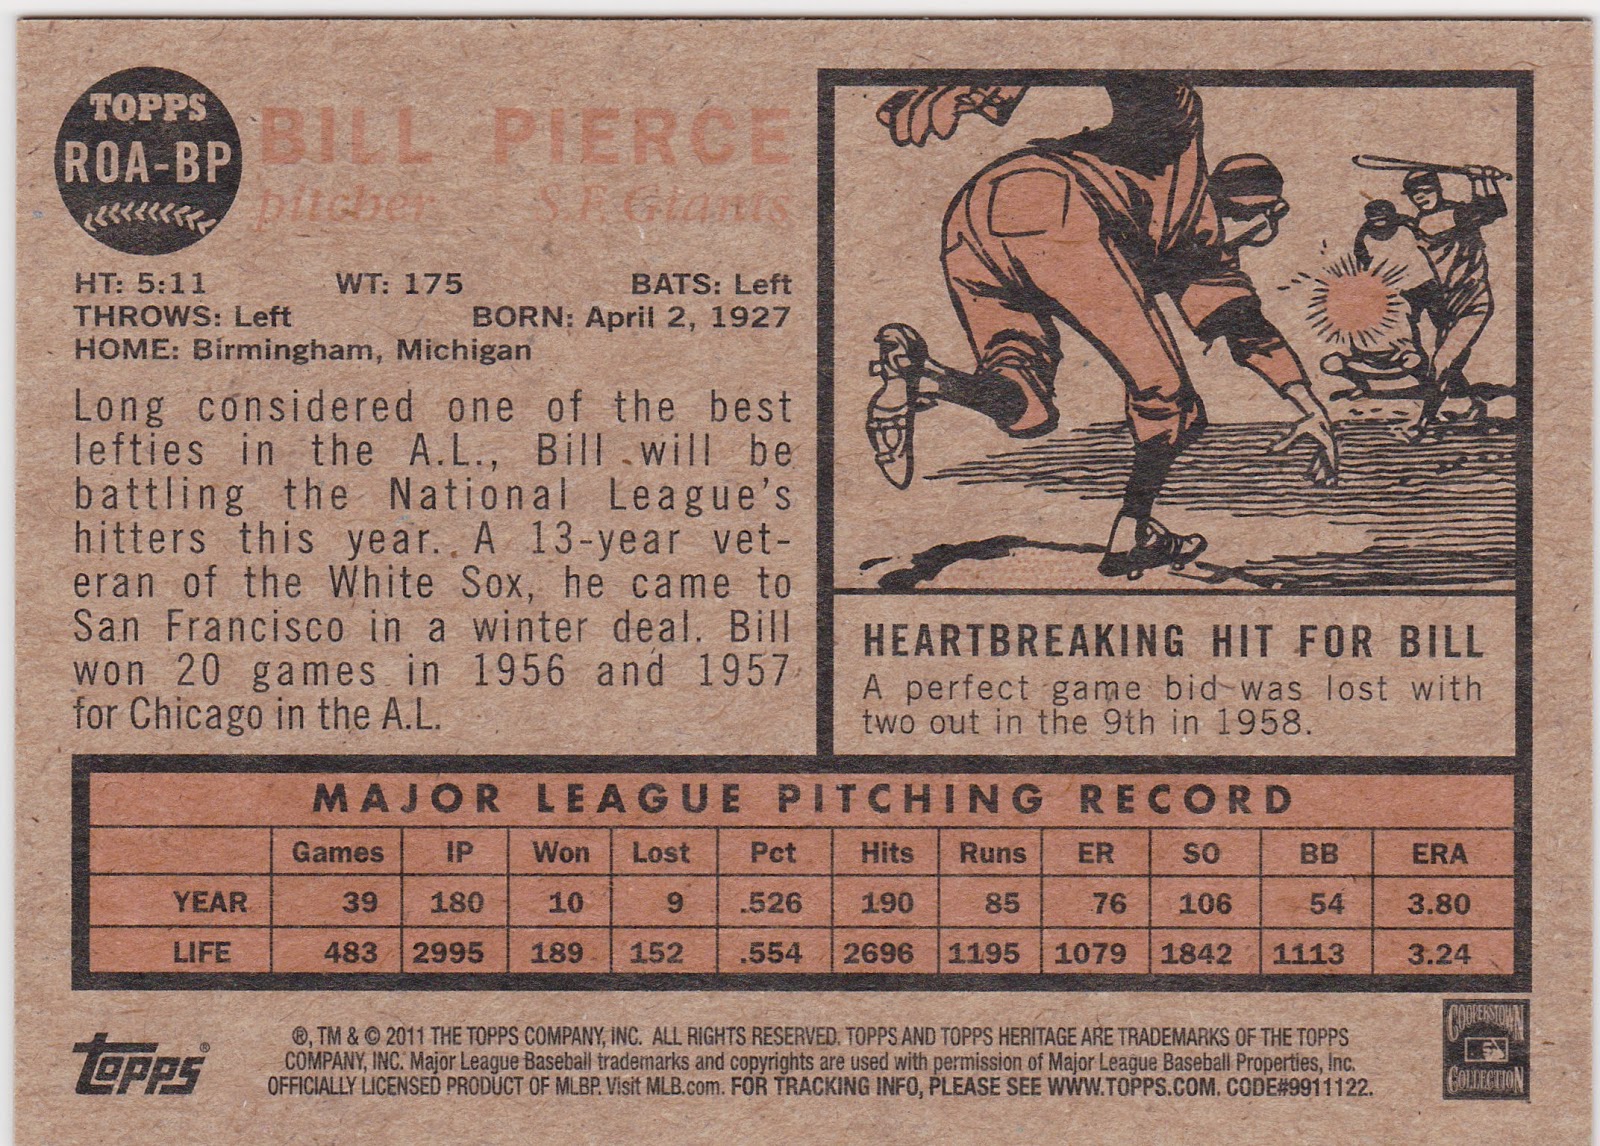 TOPPS
ROA-BP
BILL PIERCE
pitcher S.F. Giants
HT: 5:11 WT: 175 BATS: Left
THROWS: Left BORN: April 2, 1927
HOME: Birmingham, Michigan
Long considered one of the best
lefties in the A.L., Bill will be
battling the National League's
hitters this year. A 13-year vet-
eran of the White Sox, he came to
San Francisco in a winter deal. Bill
won 20 games in 1956 and 1957
for Chicago in the A.L.
HEARTBREAKING HIT FOR BILL
A perfect game bid was lost with
two out in the 9th in 1958.
MAJOR LEAGUE PITCHING RECORD
Games IP Won Lost Pct Hits Runs ER SO BB ERA
YEAR 39 180 10 9 .526 190 85 76 106 54 3.80
LIFE 483 2995 189 152 .554 2696 1195 1079 1842 1113 3.24
topps®
®, TM & © 2011 THE TOPPS COMPANY, INC. ALL RIGHTS RESERVED. TOPPS AND TOPPS HERITAGE ARE TRADEMARKS OF THE TOPPS
COMPANY, INC. Major League Baseball trademarks and copyrights are used with permission of Major League Baseball Properties, Inc.
OFFICIALLY LICENSED PRODUCT OF MLBP. Visit MLB.com. FOR TRACKING INFO, PLEASE SEE WWW.TOPPS.COM. CODE#9911122.
COOPERSTOWN
COLLECTION